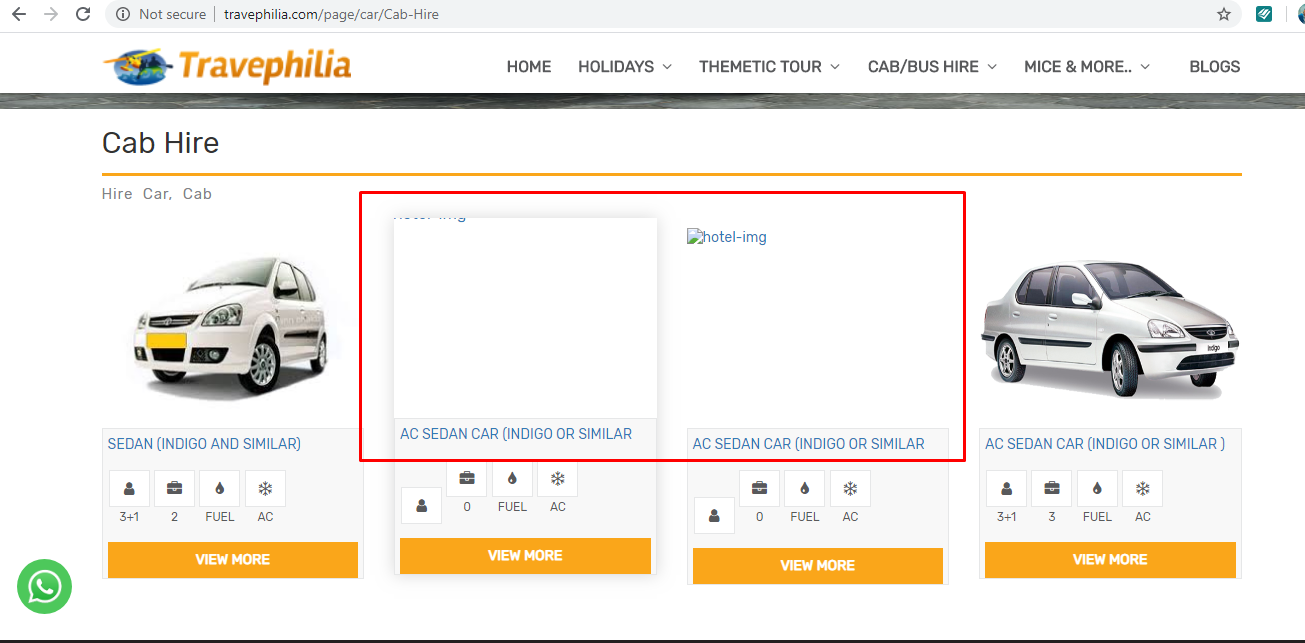 Not secure | travephilia.com/page/car/Cab-Hire
Travephilia HOME HOLIDAYS THEMETIC TOUR CAB/BUS HIRE MICE & MORE.. BLOGS
Cab Hire
Hire Car, Cab
hotel-img
hotel-img
indigo
SEDAN (INDIGO AND SIMILAR)
3+1 2 FUEL AC
VIEW MORE
AC SEDAN CAR (INDIGO OR SIMILAR
0 FUEL AC
VIEW MORE
AC SEDAN CAR (INDIGO OR SIMILAR
0 FUEL AC
VIEW MORE
AC SEDAN CAR (INDIGO OR SIMILAR )
3+1 3 FUEL AC
VIEW MORE